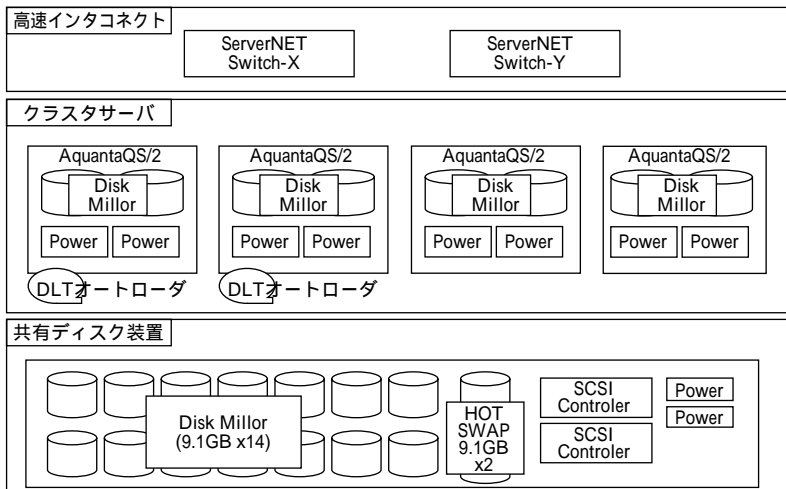 高速インタコネクト
ServerNET
Switch-X
ServerNET
Switch-Y
クラスタサーバ
AquantaQS/2
Disk
Millor
Power
Power
DLTオートローダ
AquantaQS/2
Disk
Millor
Power
Power
DLTオートローダ
AquantaQS/2
Disk
Millor
Power
Power
AquantaQS/2
Disk
Millor
Power
Power
共有ディスク装置
Disk Millor
(9.1GB x14)
HOT
SWAP
9.1GB
x2
SCSI
Controler
SCSI
Controler
Power
Power